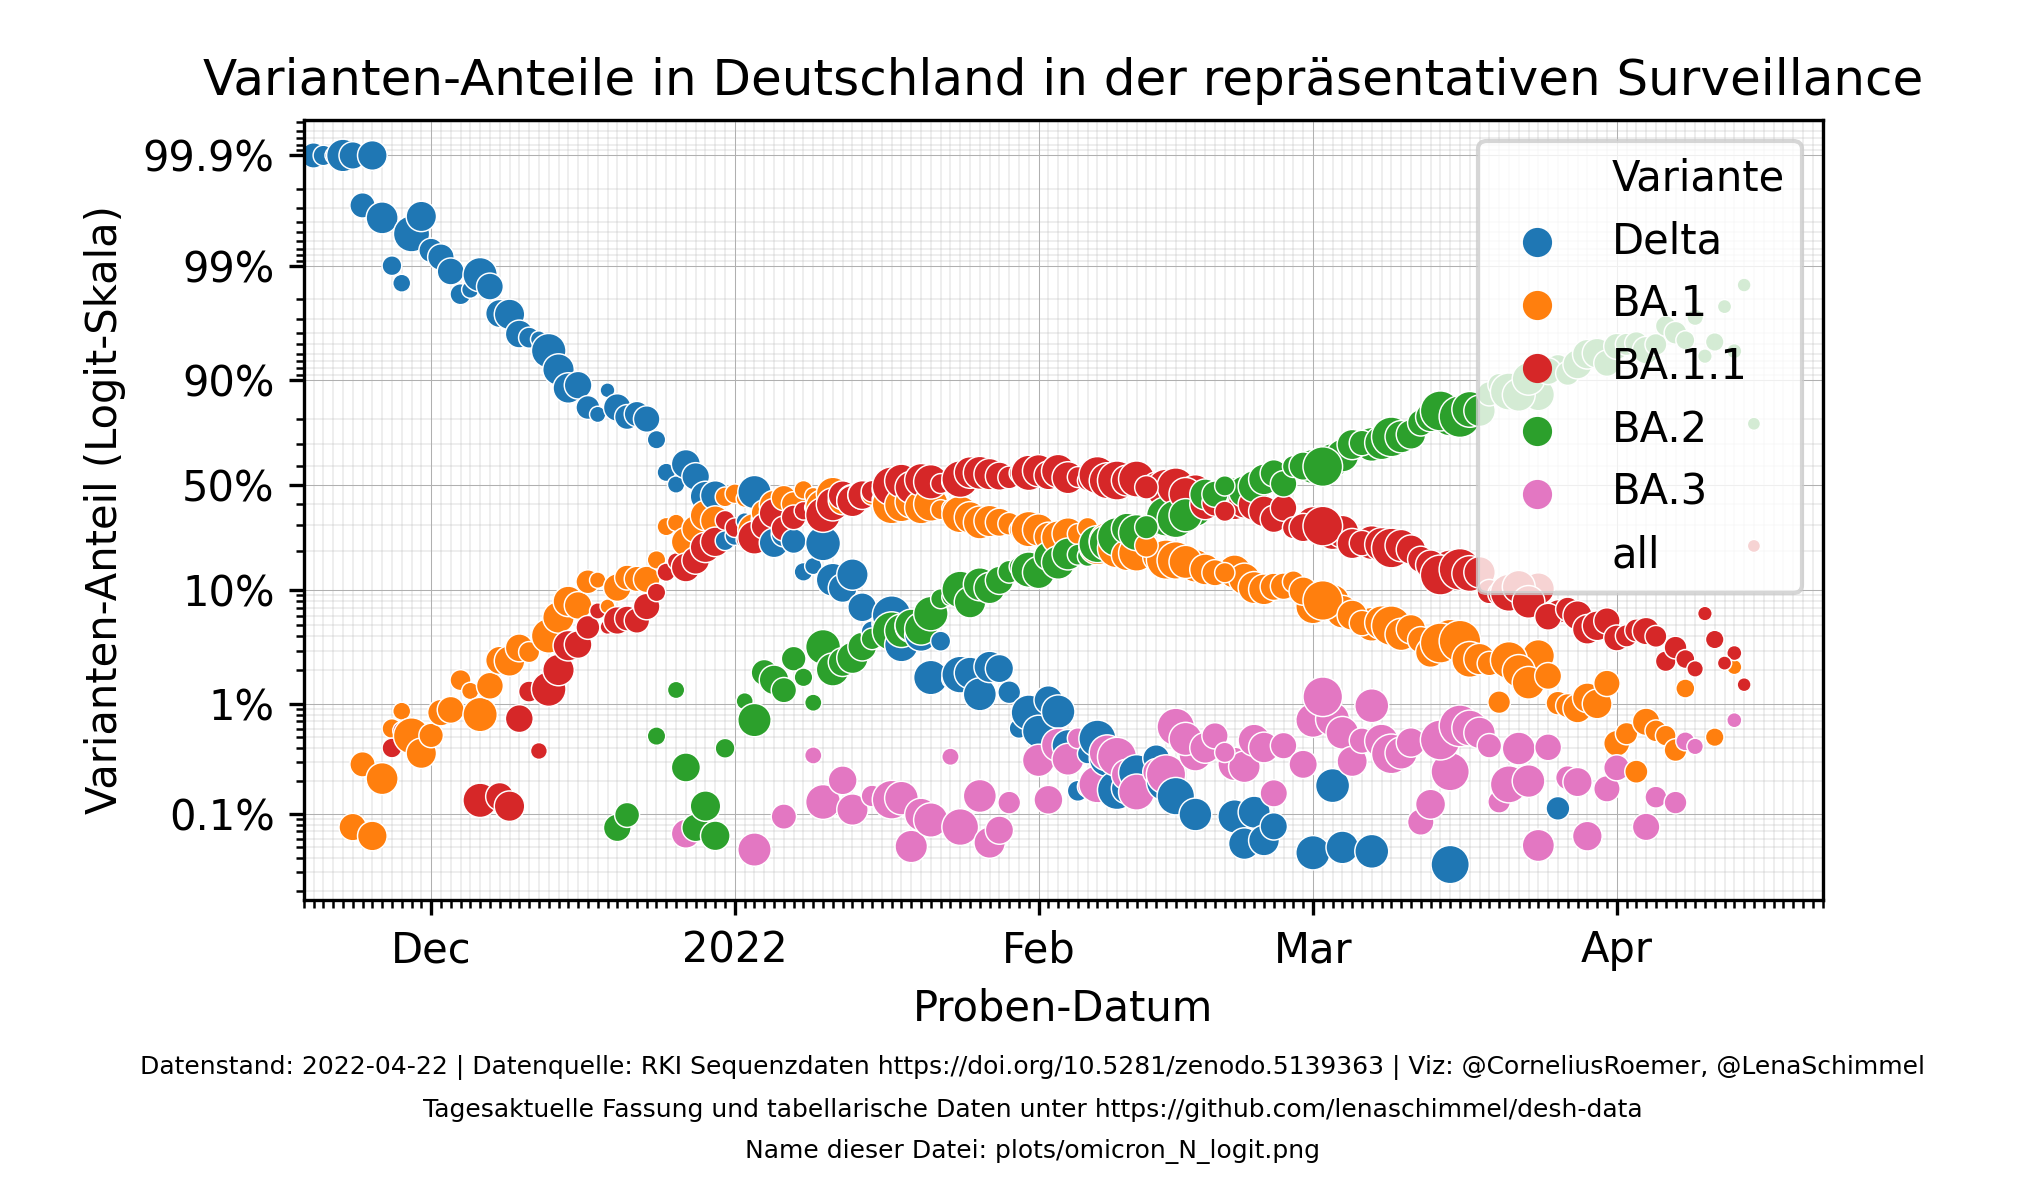 Varianten-Anteile in Deutschland in der repräsentativen Surveillance
Varianten-Anteil (Logit-Skala)
99.9%
99%
90%
50%
10%
1%
0.1%
Variante
Delta
BA.1
BA.1.1
BA.2
BA.3
all
Dec
2022
Feb
Mar
Apr
Proben-Datum
Datenstand: 2022-04-22 | Datenquelle: RKI Sequenzdaten https://doi.org/10.5281/zenodo.5139363 | Viz: @CorneliusRoemer, @LenaSchimmel
Tagesaktuelle Fassung und tabellarische Daten unter https://github.com/lenaschimmel/desh-data
Name dieser Datei: plots/omicron_N_logit.png